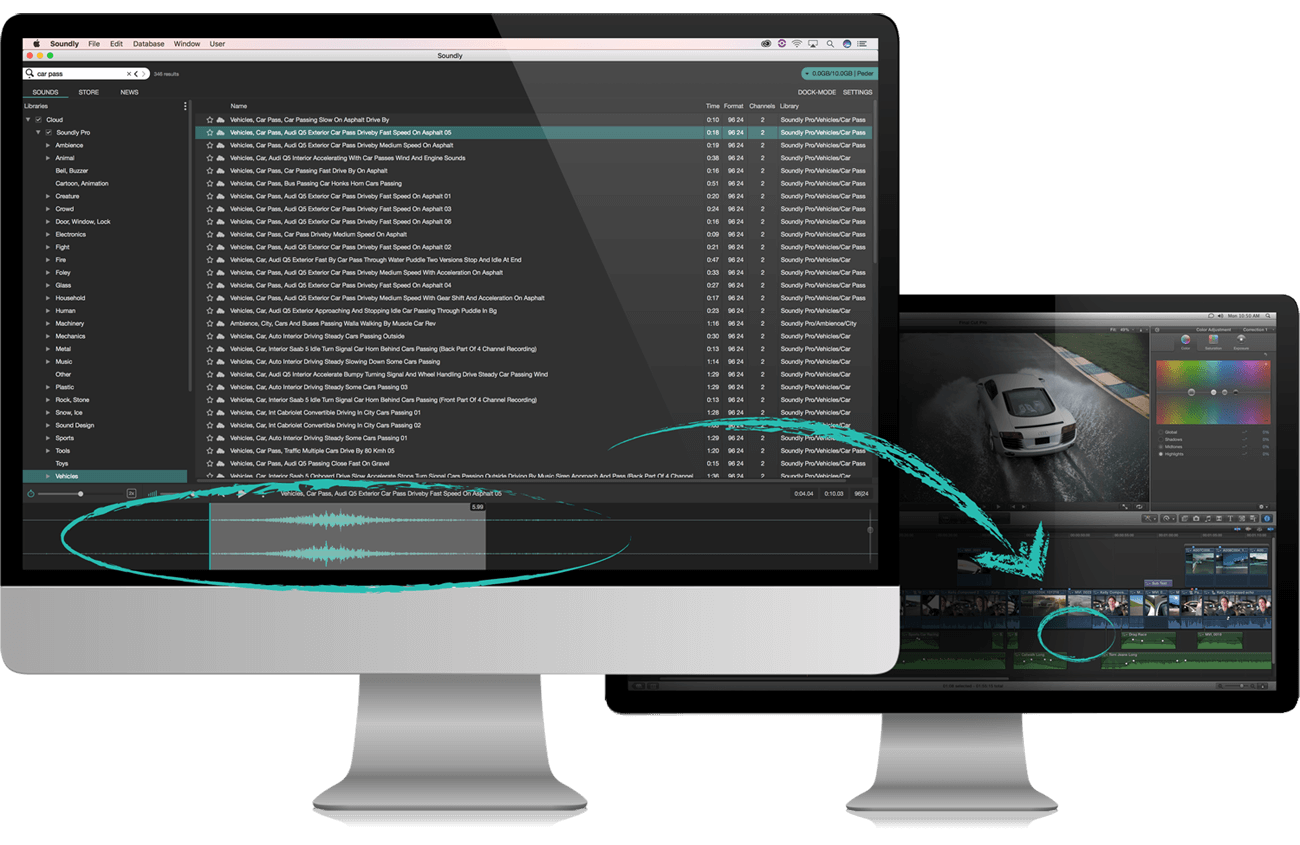 Soundly File Edit Database Window User
Soundly
car pass 348 results 0.0GB/10.0GB | Peder
SOUNDS STORE NEWS DOCK-MODE SETTINGS
Libraries Name Time Format Channels Library
Cloud Vehicles, Car Pass, Car Passing Slow On Asphalt Drive By 0:10 96 24 2 Soundly Pro/Vehicles/Car Pass
Soundly Pro Vehicles, Car Pass, Audi Q5 Exterior Car Pass Driveby Fast Speed On Asphalt 05 0:18 96 24 2 Soundly Pro/Vehicles/Car Pass
Ambience Vehicles, Car Pass, Audi Q5 Exterior Car Pass Driveby Medium Speed On Asphalt 0:19 96 24 2 Soundly Pro/Vehicles/Car Pass
Animal Vehicles, Car, Audi Q5 Interior Accelerating With Car Passes Wind And Engine Sounds 0:38 96 24 2 Soundly Pro/Vehicles/Car
Bell, Buzzer Vehicles, Car Pass, Car Passing Fast Drive By On Asphalt 0:16 96 24 2 Soundly Pro/Vehicles/Car Pass
Cartoon, Animation Vehicles, Car Pass, Bus Passing Car Honks Horn Cars Passing 0:51 96 24 2 Soundly Pro/Vehicles/Car Pass
Creature Vehicles, Car Pass, Audi Q5 Exterior Car Pass Driveby Fast Speed On Asphalt 01 0:20 96 24 2 Soundly Pro/Vehicles/Car Pass
Crowd Vehicles, Car Pass, Audi Q5 Exterior Car Pass Driveby Fast Speed On Asphalt 03 0:24 96 24 2 Soundly Pro/Vehicles/Car Pass
Door, Window, Lock Vehicles, Car Pass, Audi Q5 Exterior Car Pass Driveby Fast Speed On Asphalt 06 0:16 96 24 2 Soundly Pro/Vehicles/Car Pass
Electronics Vehicles, Car Pass, Car Pass Driveby Medium Speed On Asphalt 0:09 96 24 2 Soundly Pro/Vehicles/Car Pass
Fight Vehicles, Car Pass, Audi Q5 Exterior Car Pass Driveby Fast Speed On Asphalt 02 0:21 96 24 2 Soundly Pro/Vehicles/Car Pass
Fire Vehicles, Car, Audi Q5 Exterior Fast By Car Pass Through Water Puddle Two Versions Stop And Idle At End 0:47 96 24 2 Soundly Pro/Vehicles/Car
Foley Vehicles, Car Pass, Audi Q5 Exterior Car Pass Driveby Medium Speed With Acceleration On Asphalt 0:33 96 24 2 Soundly Pro/Vehicles/Car Pass
Glass Vehicles, Car Pass, Audi Q5 Exterior Car Pass Driveby Fast Speed On Asphalt 04 0:27 96 24 2 Soundly Pro/Vehicles/Car Pass
Household Vehicles, Car Pass, Audi Q5 Exterior Car Pass Driveby Medium Speed With Gear Shift And Acceleration On Asphalt 0:17 96 24 2 Soundly Pro/Vehicles/Car Pass
Human Vehicles, Car, Audi Q5 Exterior Approaching And Stopping Idle Car Passing Through Puddle In Bg 0:23 96 24 2 Soundly Pro/Vehicles/Car
Machinery Ambience, City, Cars And Buses Passing Walla Walking By Muscle Car Rev 1:16 96 24 2 Soundly Pro/Ambience/City
Mechanics Vehicles, Car, Auto Interior Driving Steady Cars Passing Outside 0:30 96 24 2 Soundly Pro/Vehicles/Car
Metal Vehicles, Car, Interior Saab 5 Idle Turn Signal Car Horn Behind Cars Passing (Back Part Of 4 Channel Recording) 0:13 96 24 2 Soundly Pro/Vehicles/Car
Music Vehicles, Car, Auto Interior Driving Steady Slowing Down Some Cars Passing 1:14 96 24 2 Soundly Pro/Vehicles/Car
Other Vehicles, Car, Audi Q5 Interior Accelerate Bumpy Turning Signal And Wheel Handling Drive Steady Car Passing Wind 1:29 96 24 2 Soundly Pro/Vehicles/Car
Plastic Vehicles, Car, Auto Interior Driving Steady Some Cars Passing 03 1:29 96 24 2 Soundly Pro/Vehicles/Car
Rock, Stone Vehicles, Car, Interior Saab 5 Idle Turn Signal Car Horn Behind Cars Passing (Front Part Of 4 Channel Recording) 0:13 96 24 2 Soundly Pro/Vehicles/Car
Snow, Ice Vehicles, Car, Int Cabriolet Convertible Driving In City Cars Passing 01 1:28 96 24 2 Soundly Pro/Vehicles/Car
Sound Design Vehicles, Car, Int Cabriolet Convertible Driving In City Cars Passing 02 96 24 2 Soundly Pro/Vehicles/Car
Sports Vehicles, Car, Auto Interior Driving Steady Some Cars Passing 01 1:29 96 24 2 Soundly Pro/Vehicles/Car
Tools Vehicles, Car Pass, Traffic Multiple Cars Drive By 80 Kmh 05 1:20 96 24 2 Soundly Pro/Vehicles/Car Pass
Toys Vehicles, Car Pass, Audi Q5 Passing Close Fast On Gravel 0:15 96 24 2 Soundly Pro/Vehicles/Car Pass
Vehicles Vehicles, Car, Interior Saab 5 Onboard Drive Slow Accelerate Stops Turn Signal Cars Passing Outside Driving By Music Siren Approach And Pass (Back Part Of 4 Channel 1:36 96 24 2 Soundly Pro/Vehicles/Car
2x Vehicles, Car Pass, Audi Q5 Exterior Car Pass Driveby Fast Speed On Asphalt 05 0:04.04 0:10.03 96|24
5.99
Mon 10:50 AM
Color Adjustment Correction 1
Global 0%
Shadows 0%
Midtones 0%
Highlights 0%